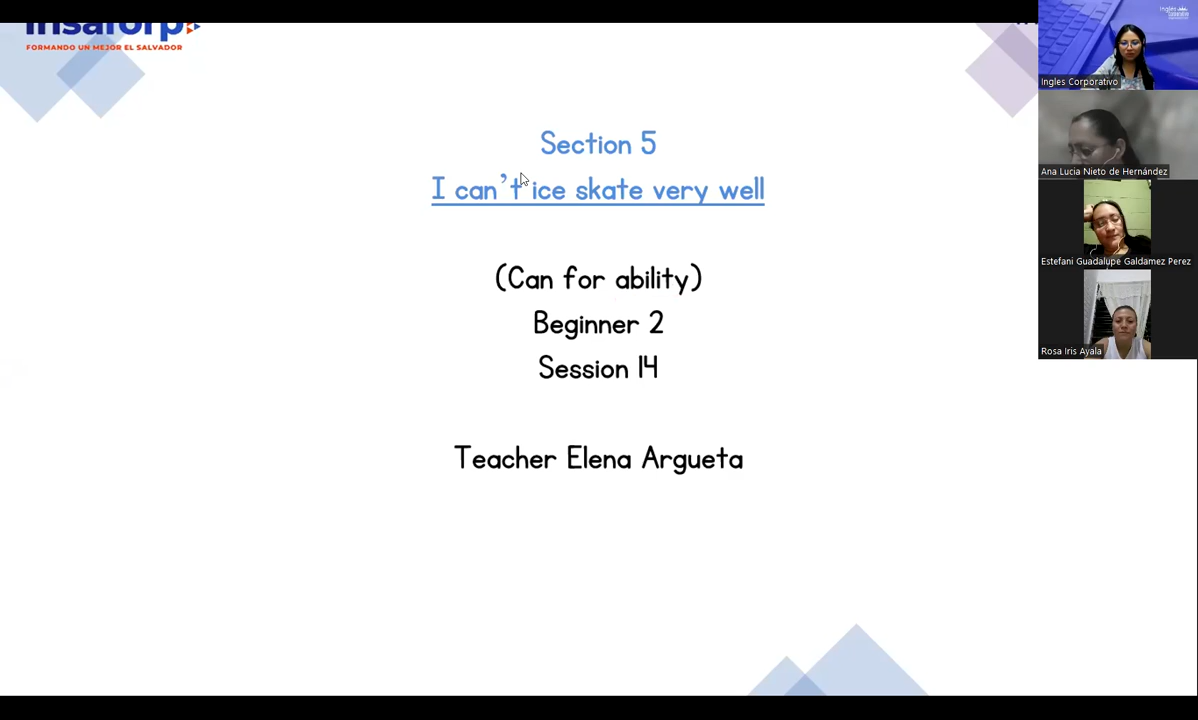 insaforp
FORMANDO UN MEJOR EL SALVADOR
Section 5
I can't ice skate very well
(Can for ability)
Beginner 2
Session 14
Teacher Elena Argueta
Ingles Corporativo
Ana Lucia Nieto de Hernández
Estefani Guadalupe Galdamez Perez
Rosa Iris Ayala